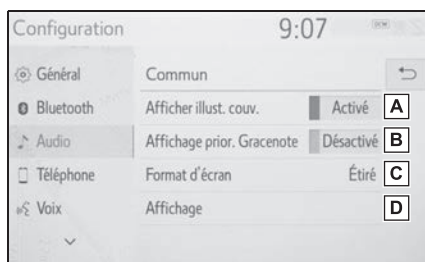 Configuration 9:07 DCM
Général
Commun
Bluetooth
Afficher illust. couv. Activé A
Audio
Affichage prior. Gracenote Désactivé B
Téléphone
Format d'écran Étiré C
Voix
Affichage D